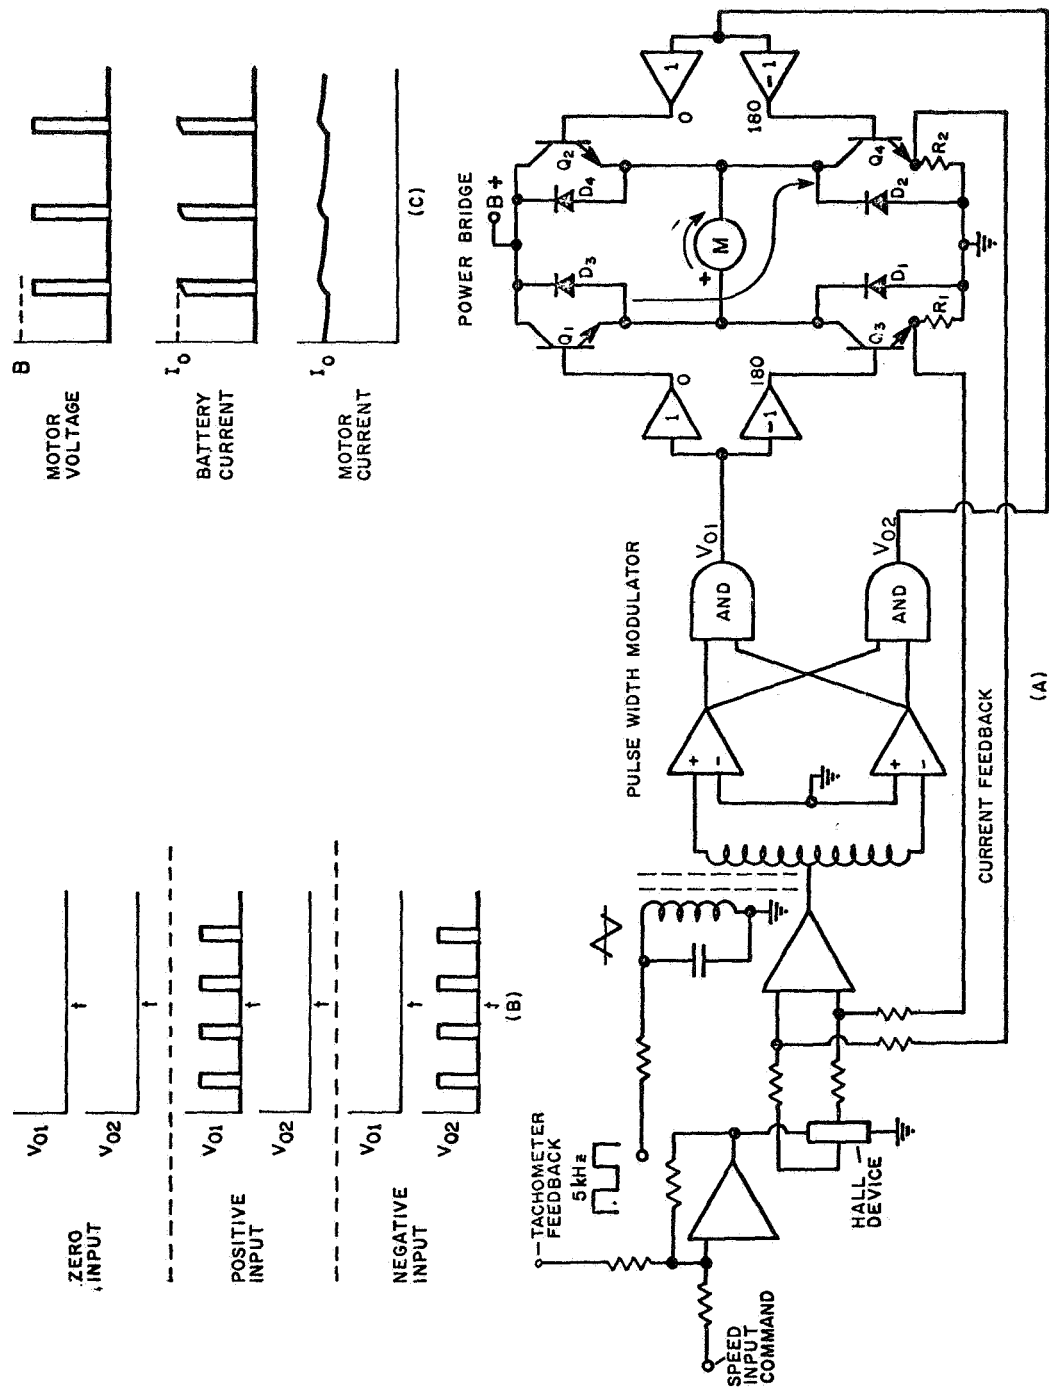 ZERO
INPUT
V01
t
V02
t
POSITIVE
INPUT
V01
t
V02
t
NEGATIVE
INPUT
V01
t
V02
t
(B)
MOTOR
VOLTAGE
B
BATTERY
CURRENT
I0
MOTOR
CURRENT
I0
(C)
SPEED
INPUT
COMMAND
TACHOMETER
FEEDBACK
5 kHz
HALL
DEVICE
PULSE WIDTH MODULATOR
+
-
+
-
AND
AND
V01
V02
CURRENT FEEDBACK
POWER BRIDGE
B+
1
0
-1
180
Q1
D3
D4
Q2
+
M
Q3
D1
D2
Q4
R1
R2
1
0
-1
180
(A)